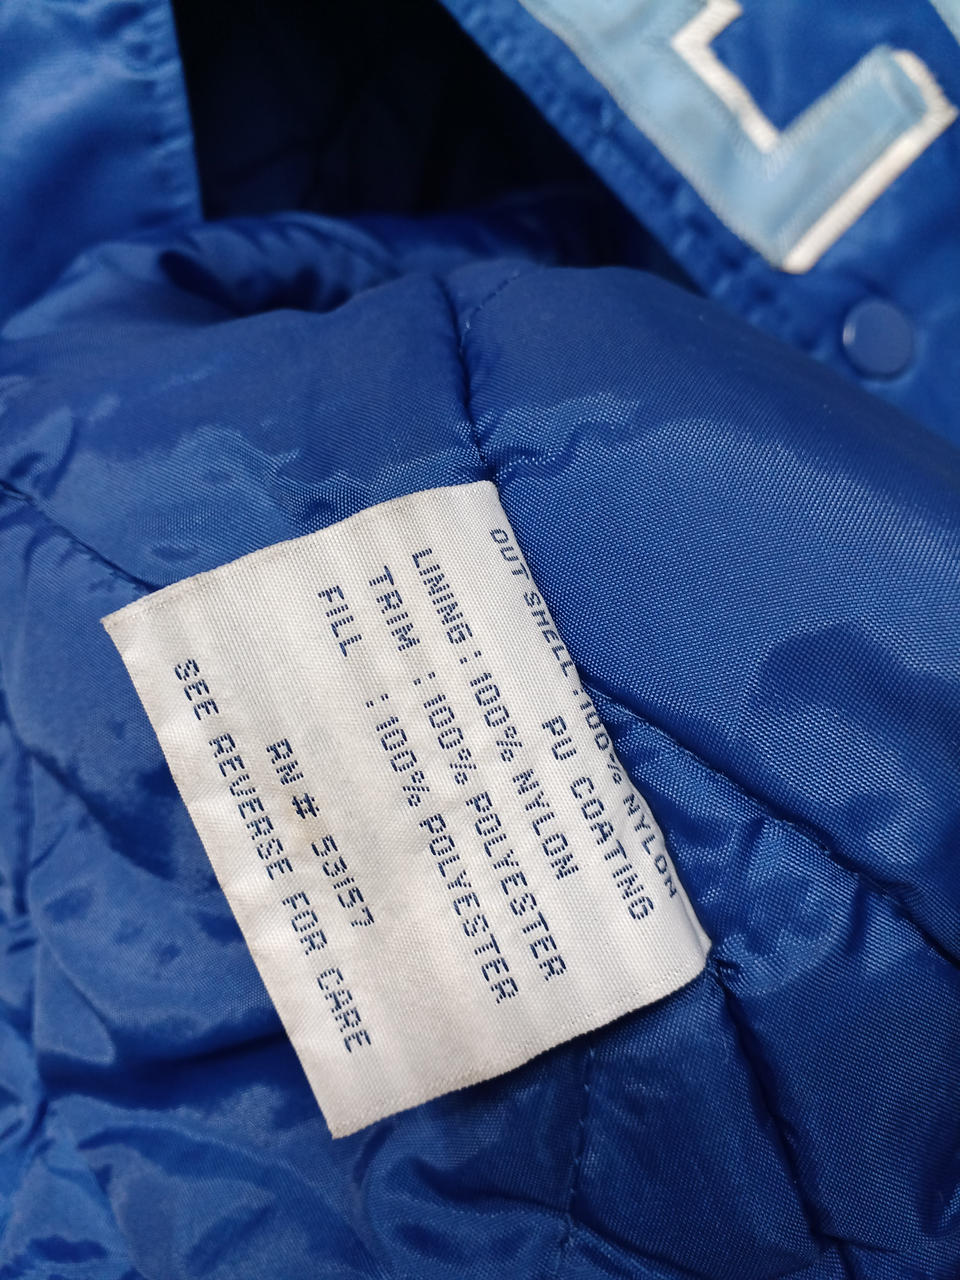 OUT SHELL : 100% NYLON
PU COATING
LINING : 100% NYLON
TRIM : 100% POLYESTER
FILL : 100% POLYESTER
RN # 53157
SEE REVERSE FOR CARE